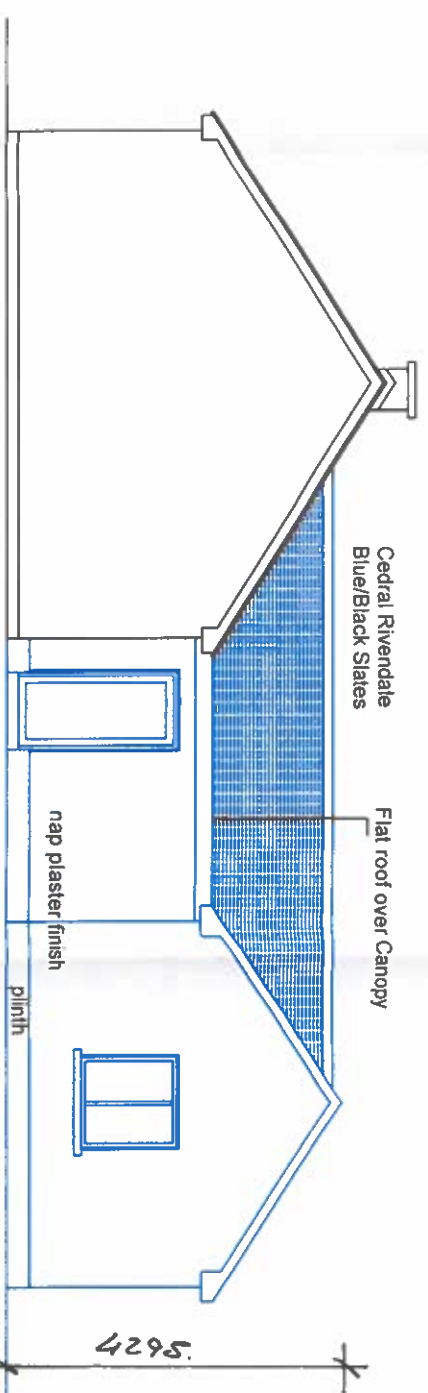 Cedral Rivendale
Blue/Black Slates
Flat roof over Canopy
nap plaster finish
plinth
4295.